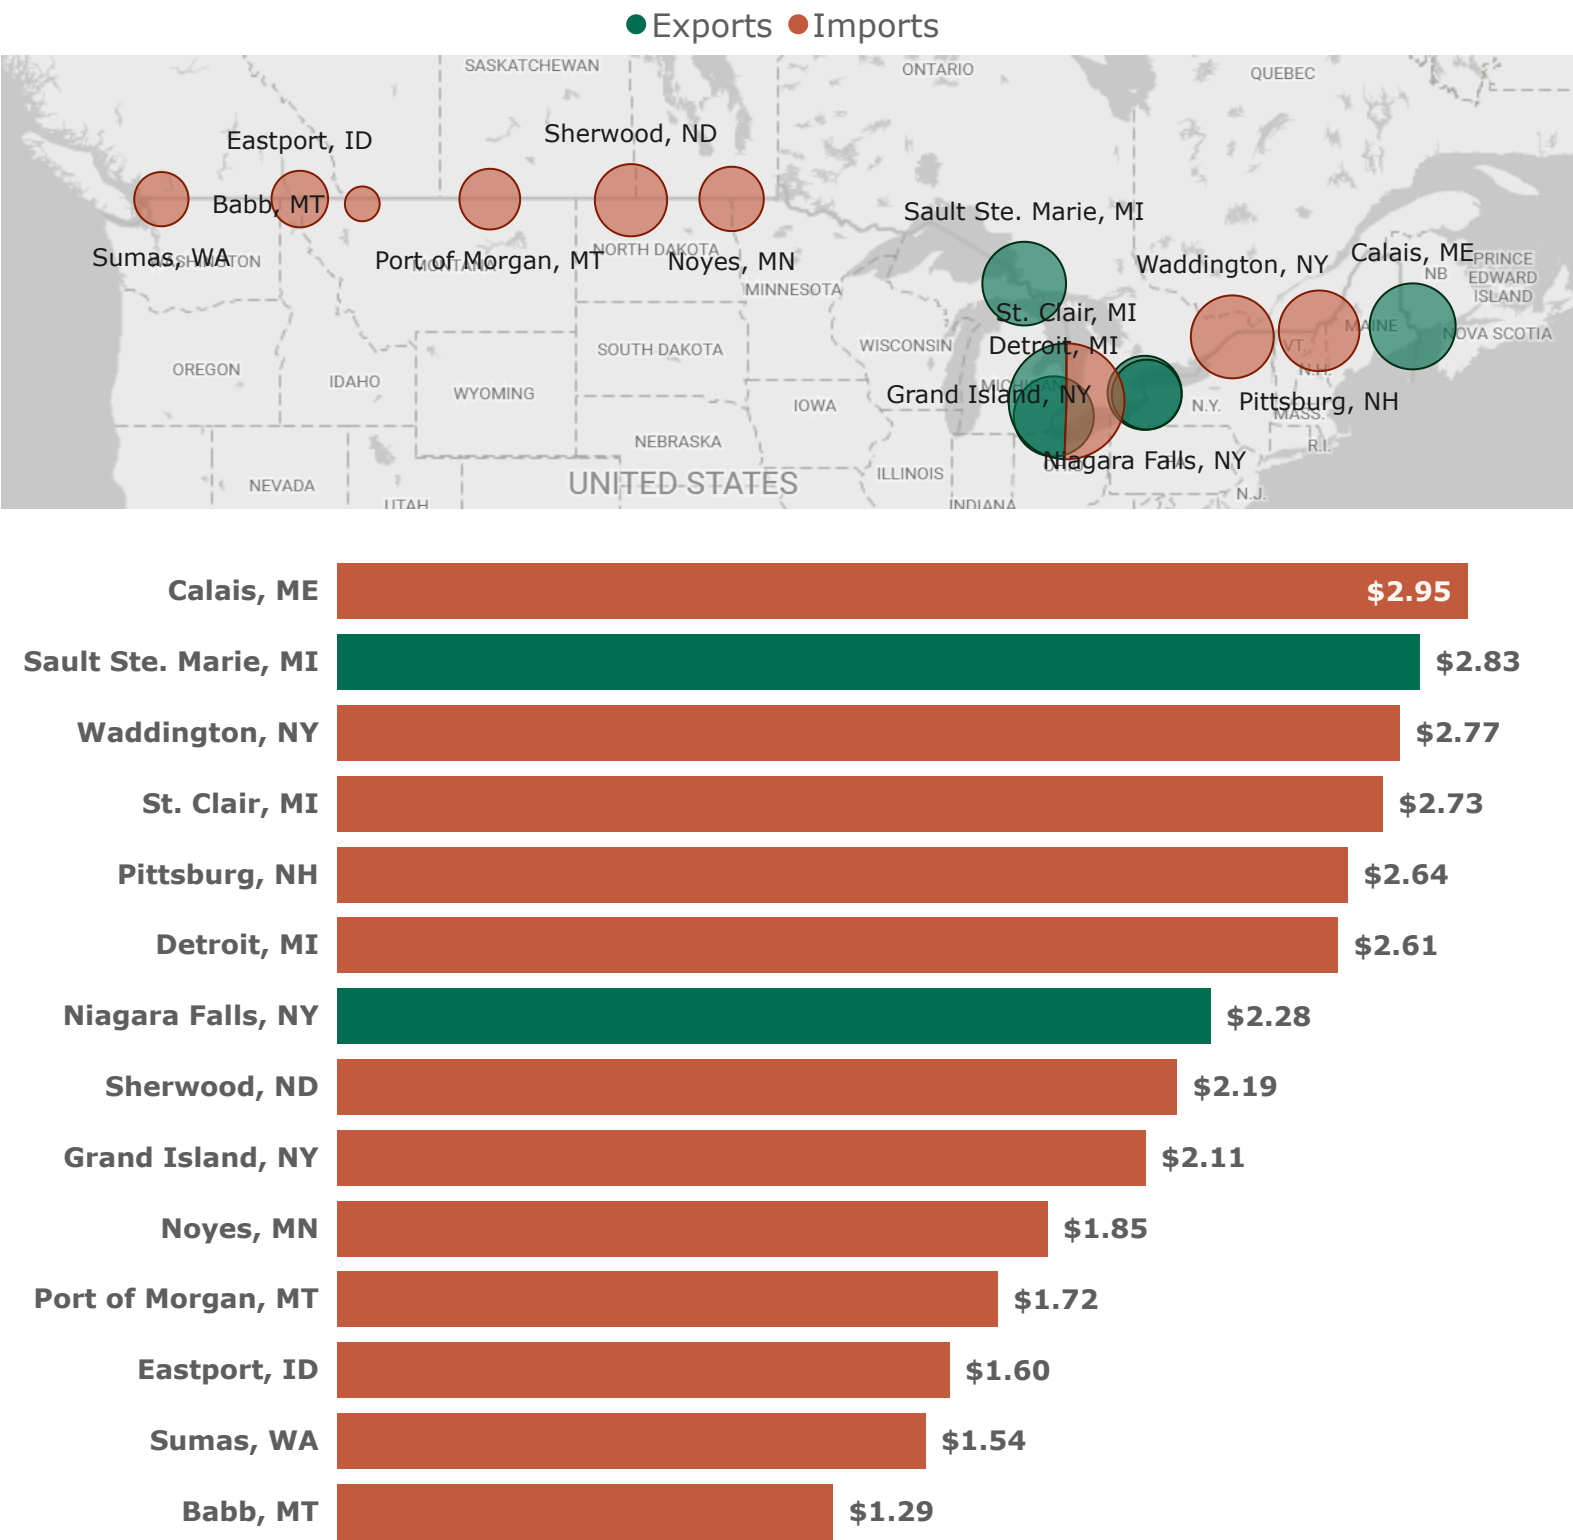 Exports Imports
SASKATCHEWAN
ONTARIO
QUEBEC
Eastport, ID
Sherwood, ND
Babb, MT
Sault Ste. Marie, MI
Sumas, WA
WASHINGTON
Port of Morgan, MT
MONTANA
NORTH DAKOTA
Noyes, MN
MINNESOTA
Waddington, NY
Calais, ME
PRINCE
EDWARD
ISLAND
NB
St. Clair, MI
Detroit, MI
MAINE
NOVA SCOTIA
OREGON
IDAHO
WYOMING
SOUTH DAKOTA
WISCONSIN
VT.
N.H.
MICHIGAN
Grand Island, NY
IOWA
N.Y.
Pittsburg, NH
MASS.
R.I.
NEBRASKA
Niagara Falls, NY
OHIO
PA.
NEVADA
UTAH
UNITED STATES
ILLINOIS
INDIANA
N.J.
Calais, ME $2.95
Sault Ste. Marie, MI $2.83
Waddington, NY $2.77
St. Clair, MI $2.73
Pittsburg, NH $2.64
Detroit, MI $2.61
Niagara Falls, NY $2.28
Sherwood, ND $2.19
Grand Island, NY $2.11
Noyes, MN $1.85
Port of Morgan, MT $1.72
Eastport, ID $1.60
Sumas, WA $1.54
Babb, MT $1.29